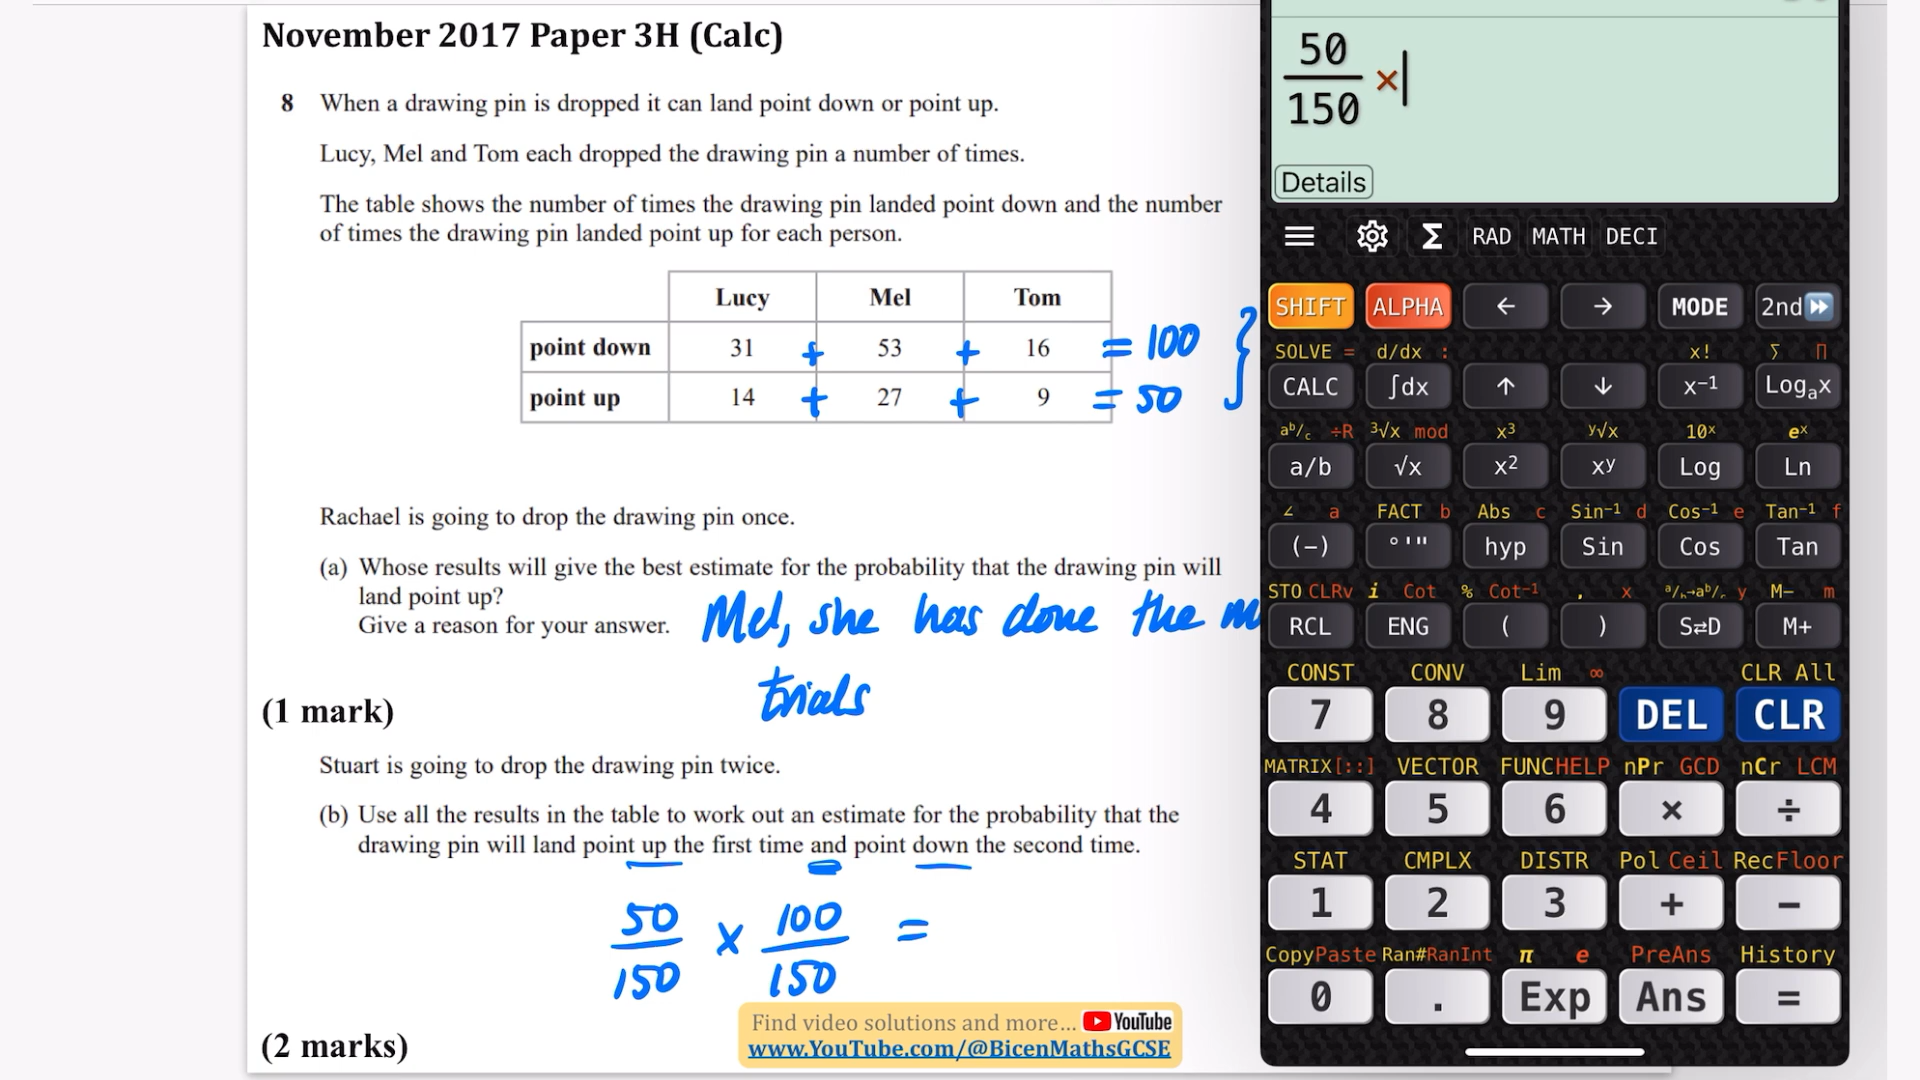 November 2017 Paper 3H (Calc)
8 When a drawing pin is dropped it can land point down or point up.
Lucy, Mel and Tom each dropped the drawing pin a number of times.
The table shows the number of times the drawing pin landed point down and the number
of times the drawing pin landed point up for each person.
Lucy Mel Tom
point down 31 + 53 + 16 = 100 }
point up 14 + 27 + 9 = 50
Rachael is going to drop the drawing pin once.
(a) Whose results will give the best estimate for the probability that the drawing pin will
land point up?
Give a reason for your answer. Mel, she has done the m
trials
(1 mark)
Stuart is going to drop the drawing pin twice.
(b) Use all the results in the table to work out an estimate for the probability that the
drawing pin will land point up the first time and point down the second time.
50/150 × 100/150 =
(2 marks)
Find video solutions and more... YouTube
www.YouTube.com/@BicenMathsGCSE
50/150 ×
Details
RAD MATH DECI
SHIFT ALPHA ← → MODE 2nd
SOLVE = d/dx : x! ∑ ∏
CALC ∫dx ↑ ↓ x⁻¹ Logₐx
aᵇ/c ÷R ³√x mod x³ ʸ√x 10ˣ eˣ
a/b √x x² xʸ Log Ln
∠ a FACT b Abs c Sin⁻¹ d Cos⁻¹ e Tan⁻¹ f
(−) °'" hyp Sin Cos Tan
STO CLRv i Cot % Cot⁻¹ , x ᵃ/ᵦ→aᵇ/c y M− m
RCL ENG ( ) S⇄D M+
CONST CONV Lim ∞ CLR All
7 8 9 DEL CLR
MATRIX[::] VECTOR FUNC HELP nPr GCD nCr LCM
4 5 6 × ÷
STAT CMPLX DISTR Pol Ceil Rec Floor
1 2 3 + −
Copy Paste Ran# RanInt π e PreAns History
0 . Exp Ans =